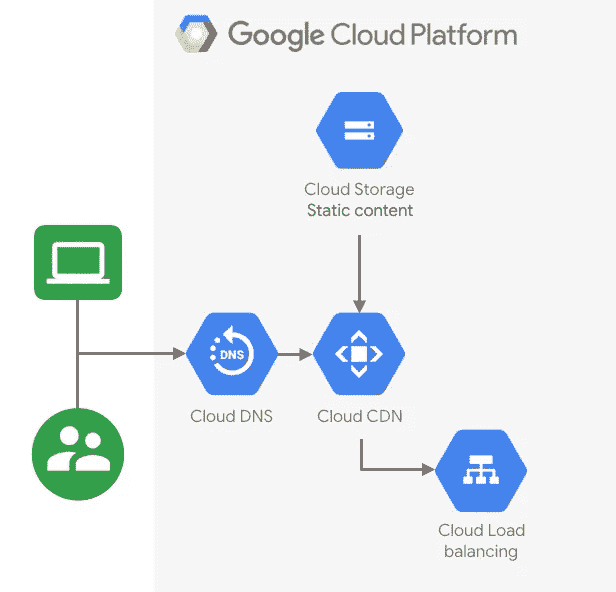 Google Cloud Platform
Cloud Storage
Static content
DNS
Cloud DNS
Cloud CDN
Cloud Load
balancing